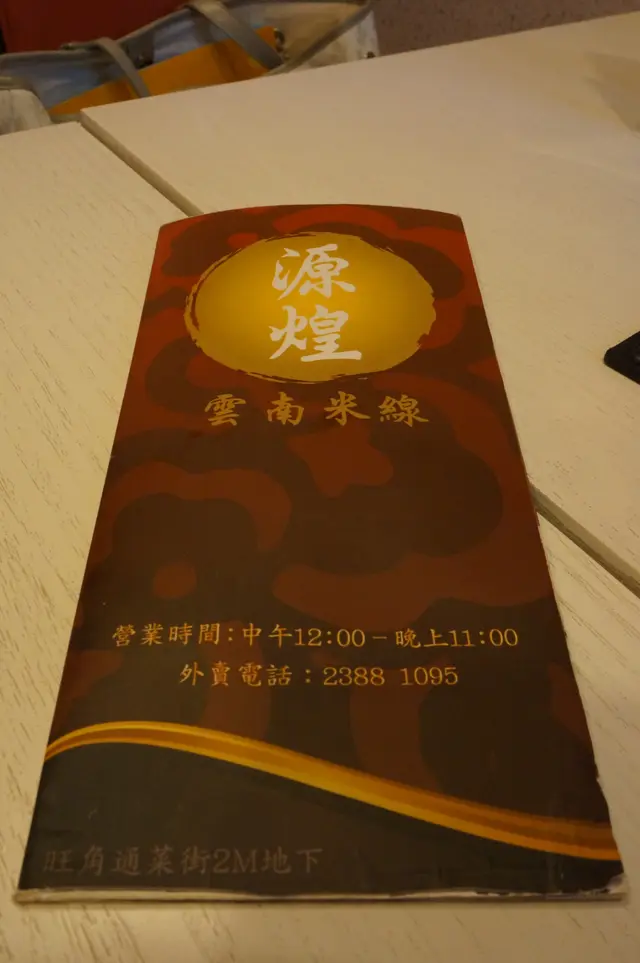 源
煌
雲南米線
營業時間:中午12:00-晚上11:00
外賣電話:2388 1095
旺角通菜街2M地下